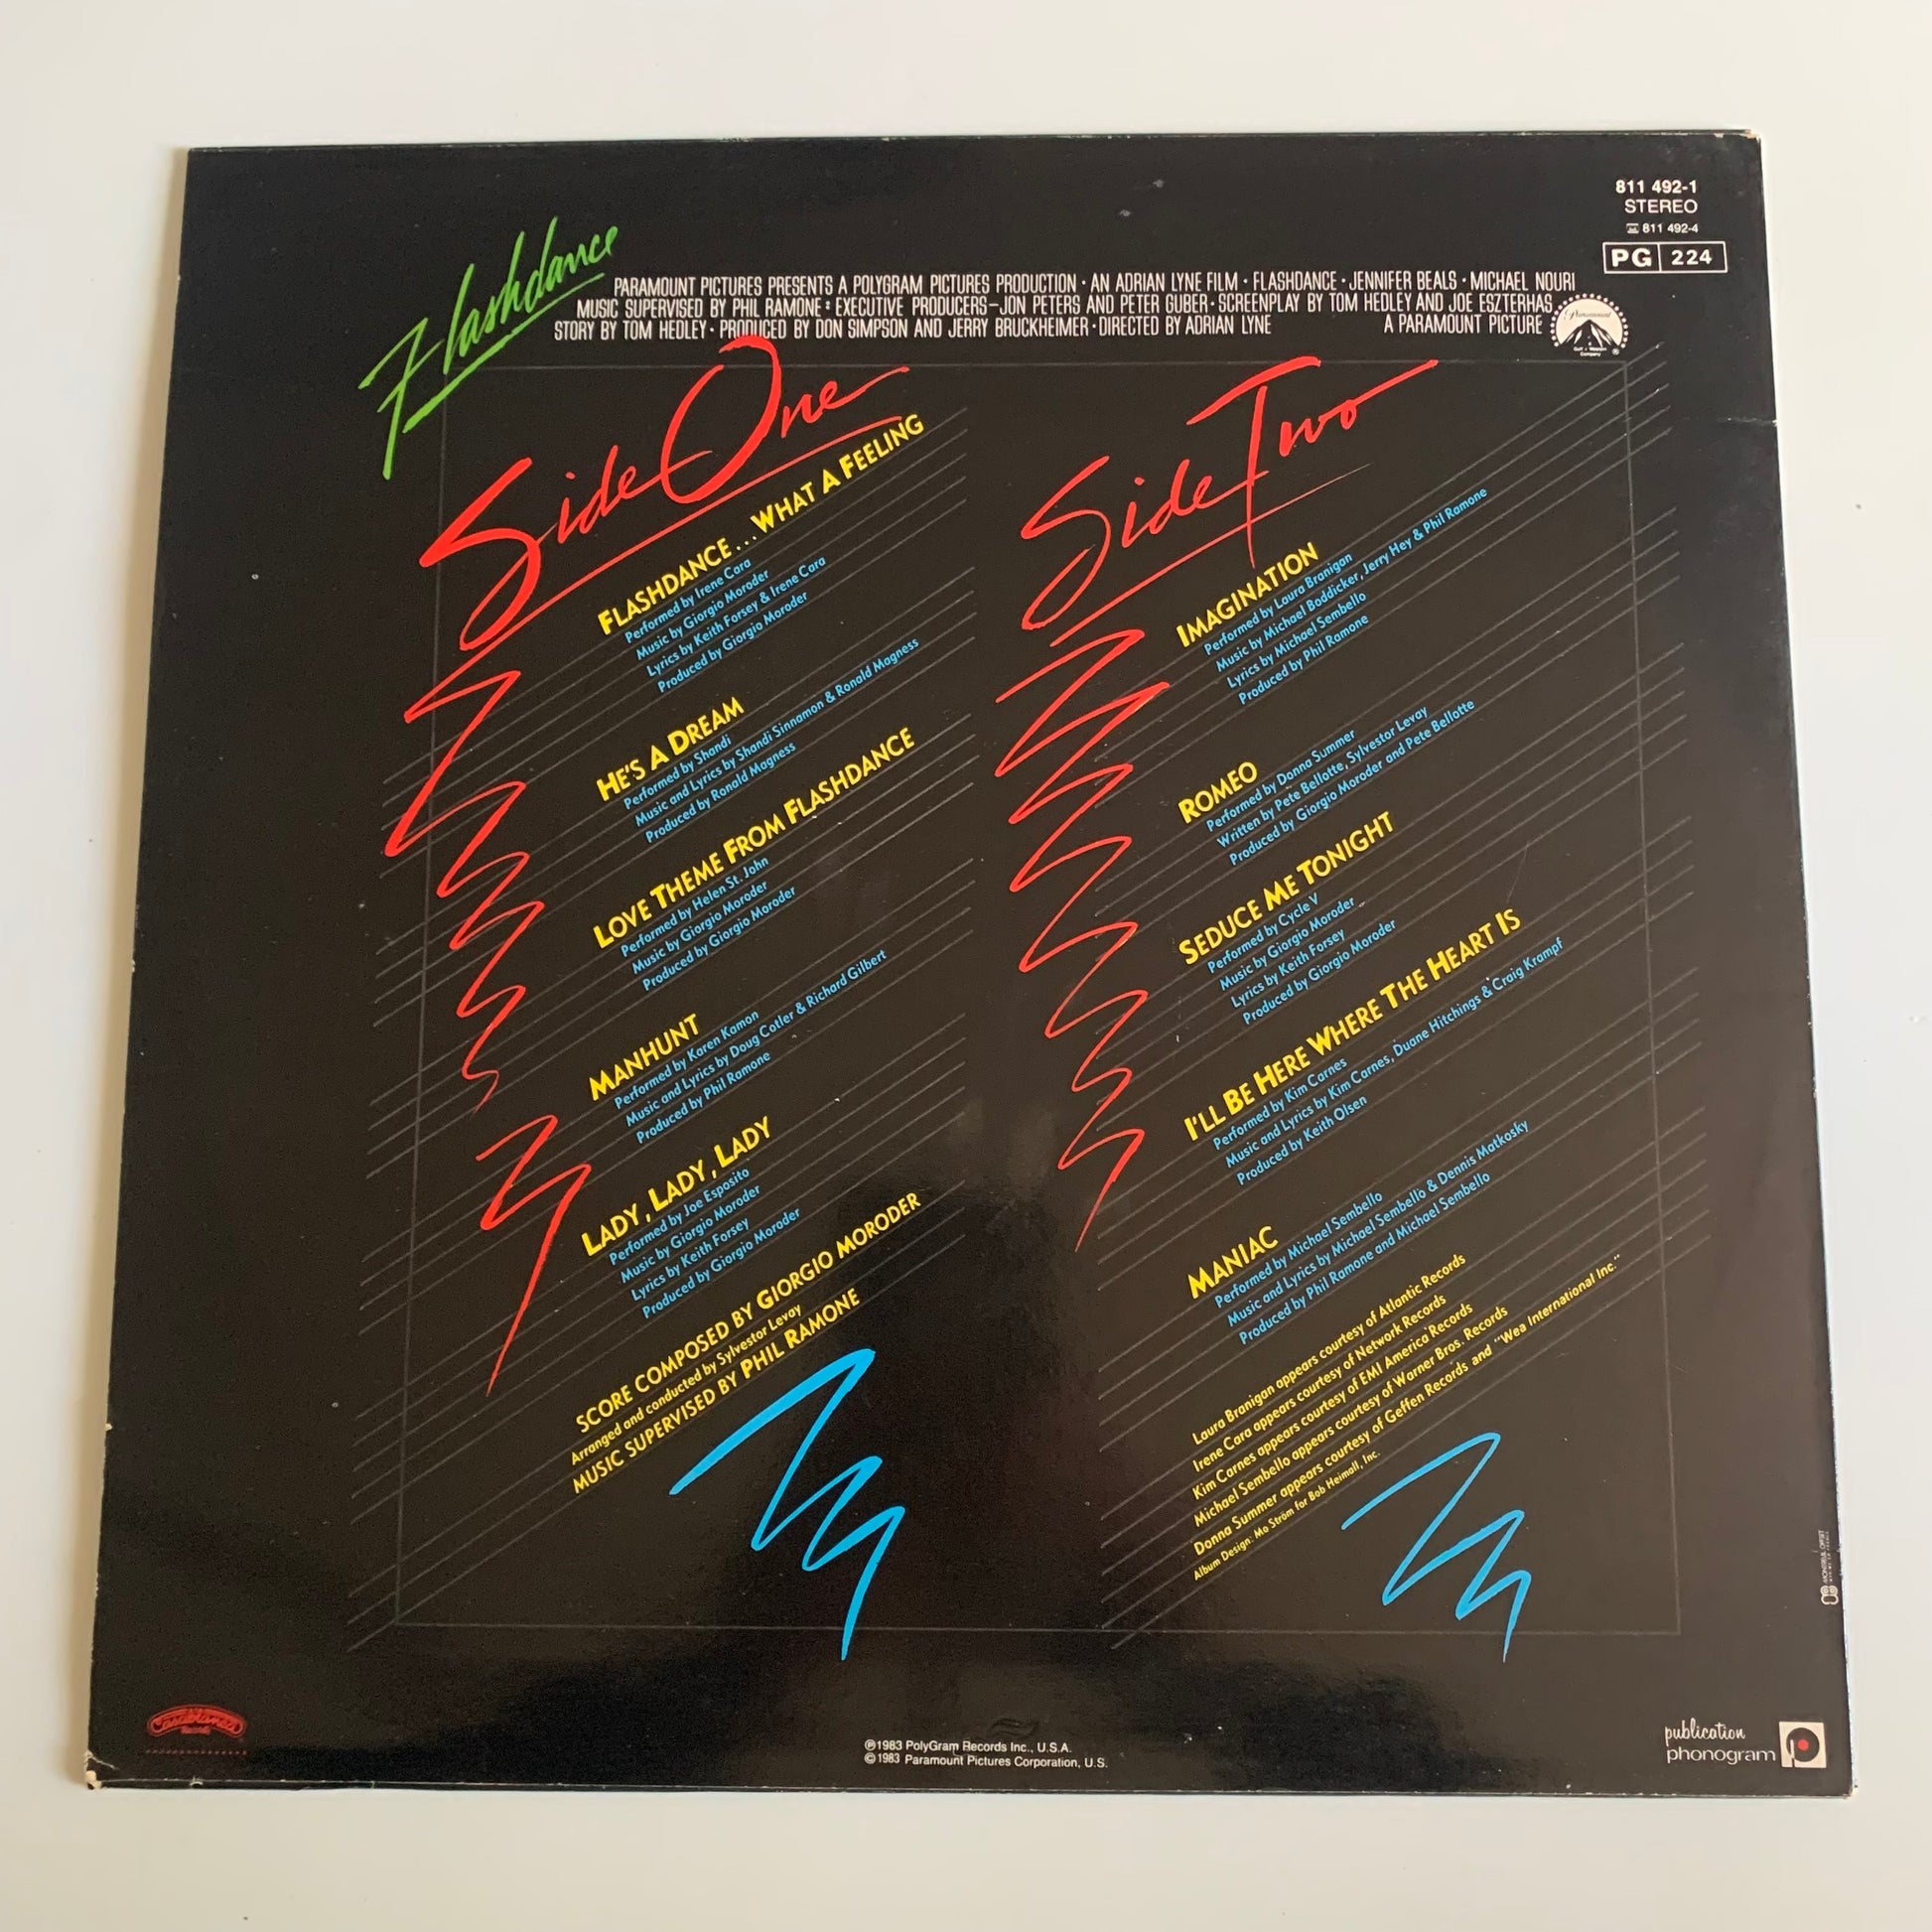 811 492-1
STEREO
811 492-4
PG 224
Flashdance
PARAMOUNT PICTURES PRESENTS A POLYGRAM PICTURES PRODUCTION · AN ADRIAN LYNE FILM · FLASHDANCE · JENNIFER BEALS · MICHAEL NOURI
MUSIC SUPERVISED BY PHIL RAMONE : EXECUTIVE PRODUCERS–JON PETERS AND PETER GUBER · SCREENPLAY BY TOM HEDLEY AND JOE ESZTERHAS
STORY BY TOM HEDLEY · PRODUCED BY DON SIMPSON AND JERRY BRUCKHEIMER · DIRECTED BY ADRIAN LYNE
A PARAMOUNT PICTURE
Paramount
Side One
FLASHDANCE...WHAT A FEELING
Performed by Irene Cara
Music by Giorgio Moroder
Lyrics by Keith Forsey & Irene Cara
Produced by Giorgio Moroder
HE'S A DREAM
Performed by Shandi
Music and Lyrics by Shandi Sinnamon & Ronald Magness
Produced by Ronald Magness
LOVE THEME FROM FLASHDANCE
Performed by Helen St. John
Music by Giorgio Moroder
Produced by Giorgio Moroder
MANHUNT
Performed by Karen Kamon
Music and Lyrics by Doug Cotler & Richard Gilbert
Produced by Phil Ramone
LADY, LADY, LADY
Performed by Joe Esposito
Music by Giorgio Moroder
Lyrics by Keith Forsey
Produced by Giorgio Moroder
SCORE COMPOSED BY GIORGIO MORODER
Arranged and conducted by Sylvestor Levay
MUSIC SUPERVISED BY PHIL RAMONE
Side Two
IMAGINATION
Performed by Laura Branigan
Music by Michael Boddicker, Jerry Hey & Phil Ramone
Lyrics by Michael Sembello
Produced by Phil Ramone
ROMEO
Performed by Donna Summer
Written by Pete Bellotte, Sylvester Levay
Produced by Giorgio Moroder and Pete Bellotte
SEDUCE ME TONIGHT
Performed by Cycle V
Music by Giorgio Moroder
Lyrics by Keith Forsey
Produced by Giorgio Moroder
I'LL BE HERE WHERE THE HEART IS
Performed by Kim Carnes
Music and Lyrics by Kim Carnes, Duane Hitchings & Craig Krampf
Produced by Keith Olsen
MANIAC
Performed by Michael Sembello
Music and Lyrics by Michael Sembello & Dennis Matkosky
Produced by Phil Ramone and Michael Sembello
Laura Branigan appears courtesy of Atlantic Records
Irene Cara appears courtesy of Network Records
Kim Carnes appears courtesy of EMI America Records
Michael Sembello appears courtesy of Warner Bros. Records
Donna Summer appears courtesy of Geffen Records and "Wea International Inc."
Album Design: Mo Ström for Bob Heimall, Inc.
Casablanca
Records
℗1983 PolyGram Records Inc., U.S.A.
©1983 Paramount Pictures Corporation, U.S.
publication
phonogram